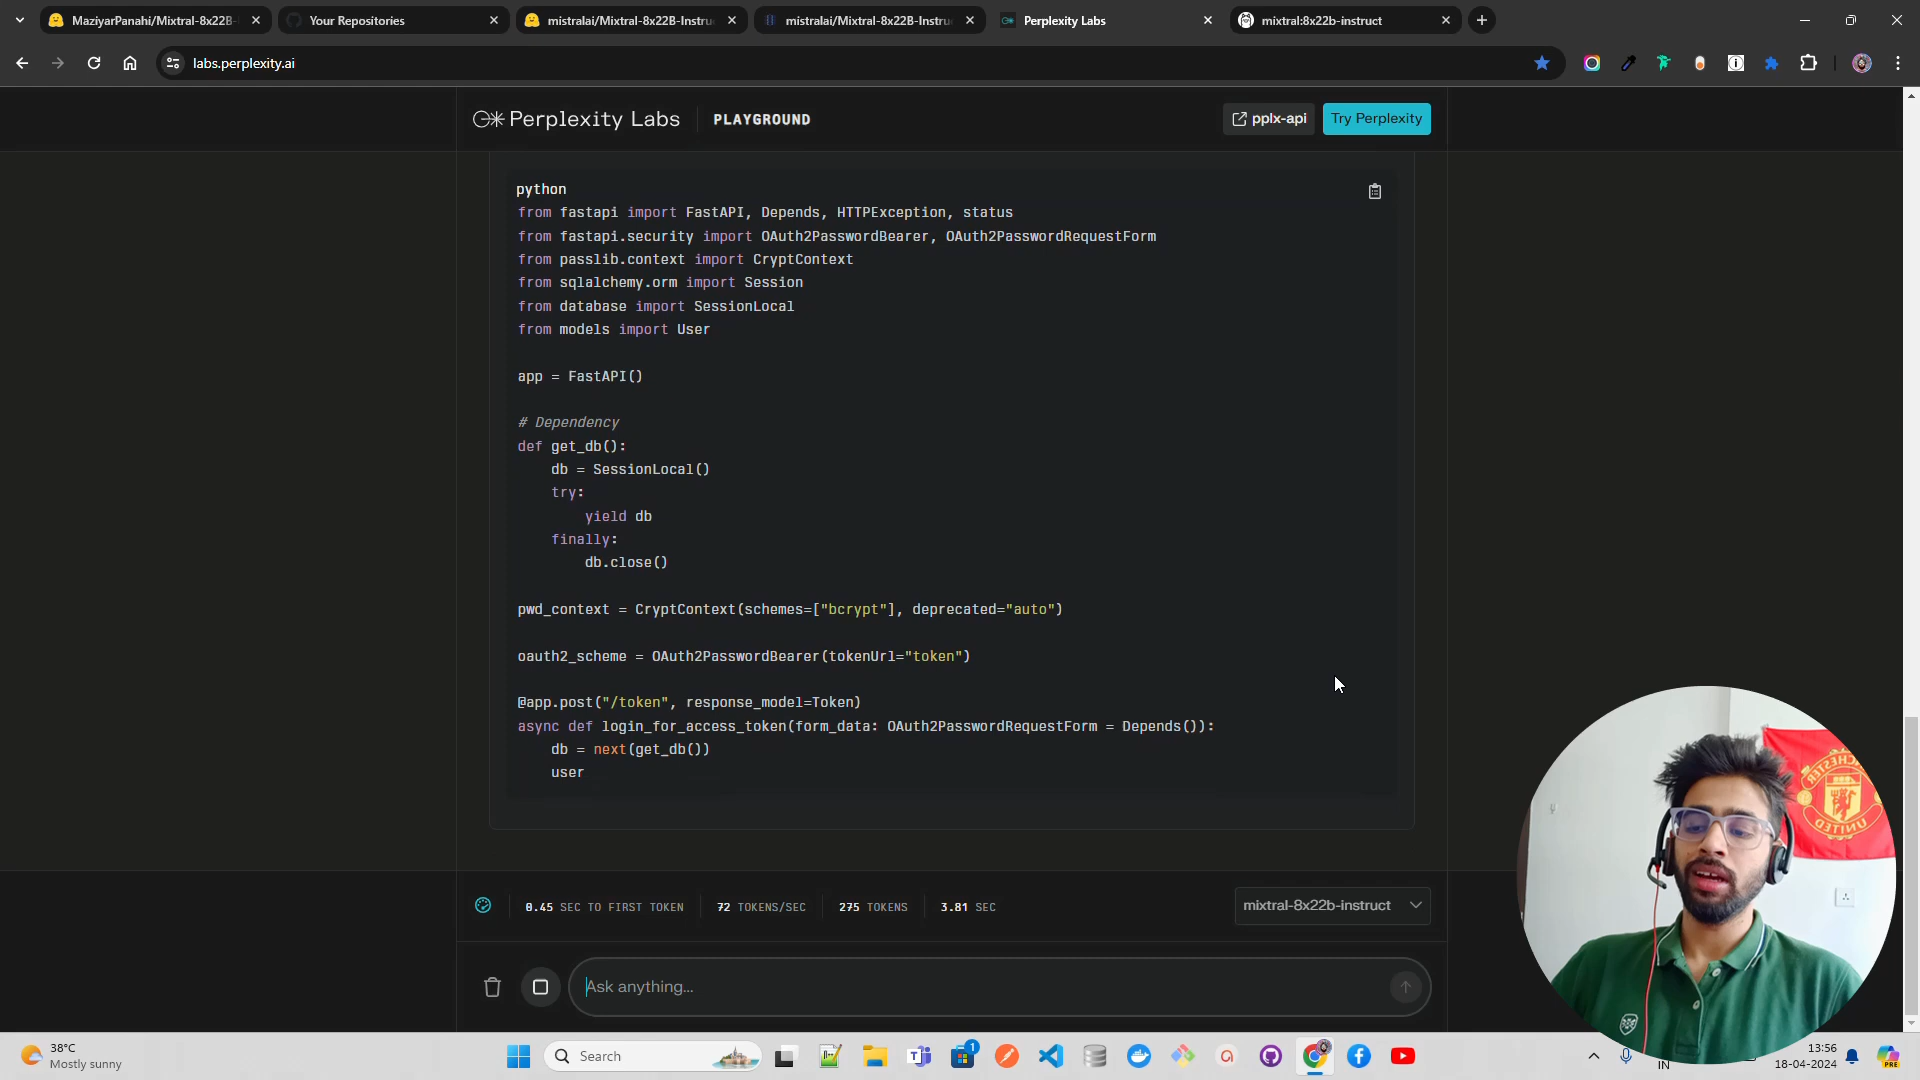 MaziyarPanahi/Mixtral-8x22B-
Your Repositories
mistralai/Mixtral-8x22B-Instru
mistralai/Mixtral-8x22B-Instru
Perplexity Labs
mixtral:8x22b-instruct
labs.perplexity.ai
Perplexity Labs
PLAYGROUND
pplx-api
Try Perplexity
python
from fastapi import FastAPI, Depends, HTTPException, status
from fastapi.security import OAuth2PasswordBearer, OAuth2PasswordRequestForm
from passlib.context import CryptContext
from sqlalchemy.orm import Session
from database import SessionLocal
from models import User
app = FastAPI()
# Dependency
def get_db():
db = SessionLocal()
try:
yield db
finally:
db.close()
pwd_context = CryptContext(schemes=["bcrypt"], deprecated="auto")
oauth2_scheme = OAuth2PasswordBearer(tokenUrl="token")
@app.post("/token", response_model=Token)
async def login_for_access_token(form_data: OAuth2PasswordRequestForm = Depends()):
db = next(get_db())
user
0.45 SEC TO FIRST TOKEN
72 TOKENS/SEC
275 TOKENS
3.81 SEC
mixtral-8x22b-instruct
Ask anything...
MANCHESTER
UNITED
38°C
Mostly sunny
Search
1
IN
13:56
18-04-2024
PRE